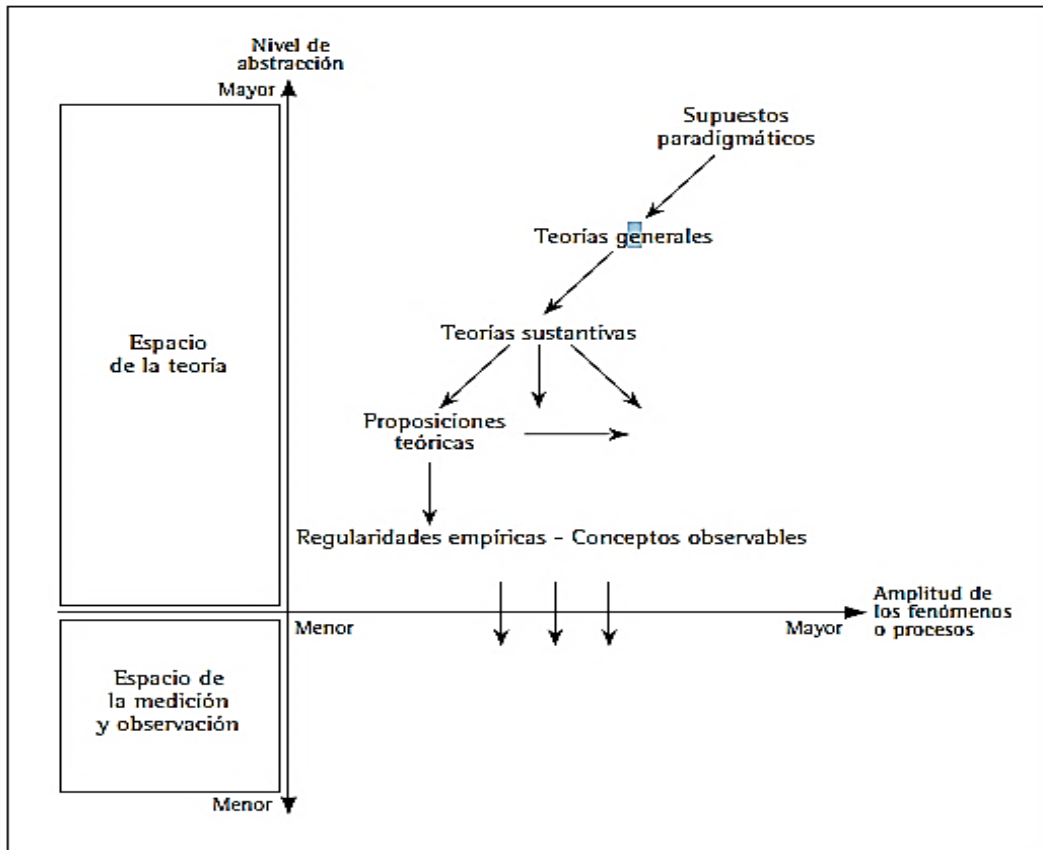 Nivel de
abstracción
Mayor
Supuestos
paradigmáticos
Teorías generales
Teorías sustantivas
Espacio
de la teoría
Proposiciones
teóricas
Regularidades empíricas - Conceptos observables
Menor
Mayor
Amplitud de
los fenómenos
o procesos
Espacio de
la medición
y observación
Menor